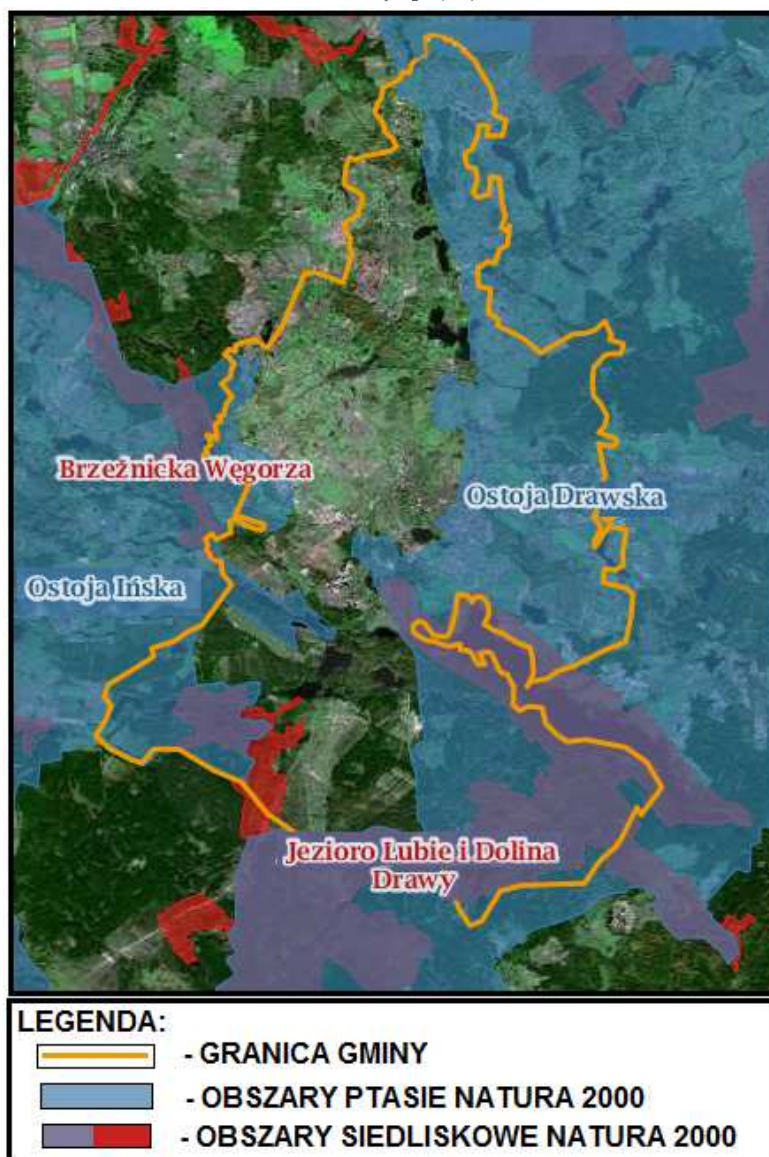 Brzeźnicka Węgorza
Ostoja Drawska
Ostoja Ińska
Jezioro Lubie i Dolina
Drawy
LEGENDA:
- GRANICA GMINY
- OBSZARY PTASIE NATURA 2000
- OBSZARY SIEDLISKOWE NATURA 2000